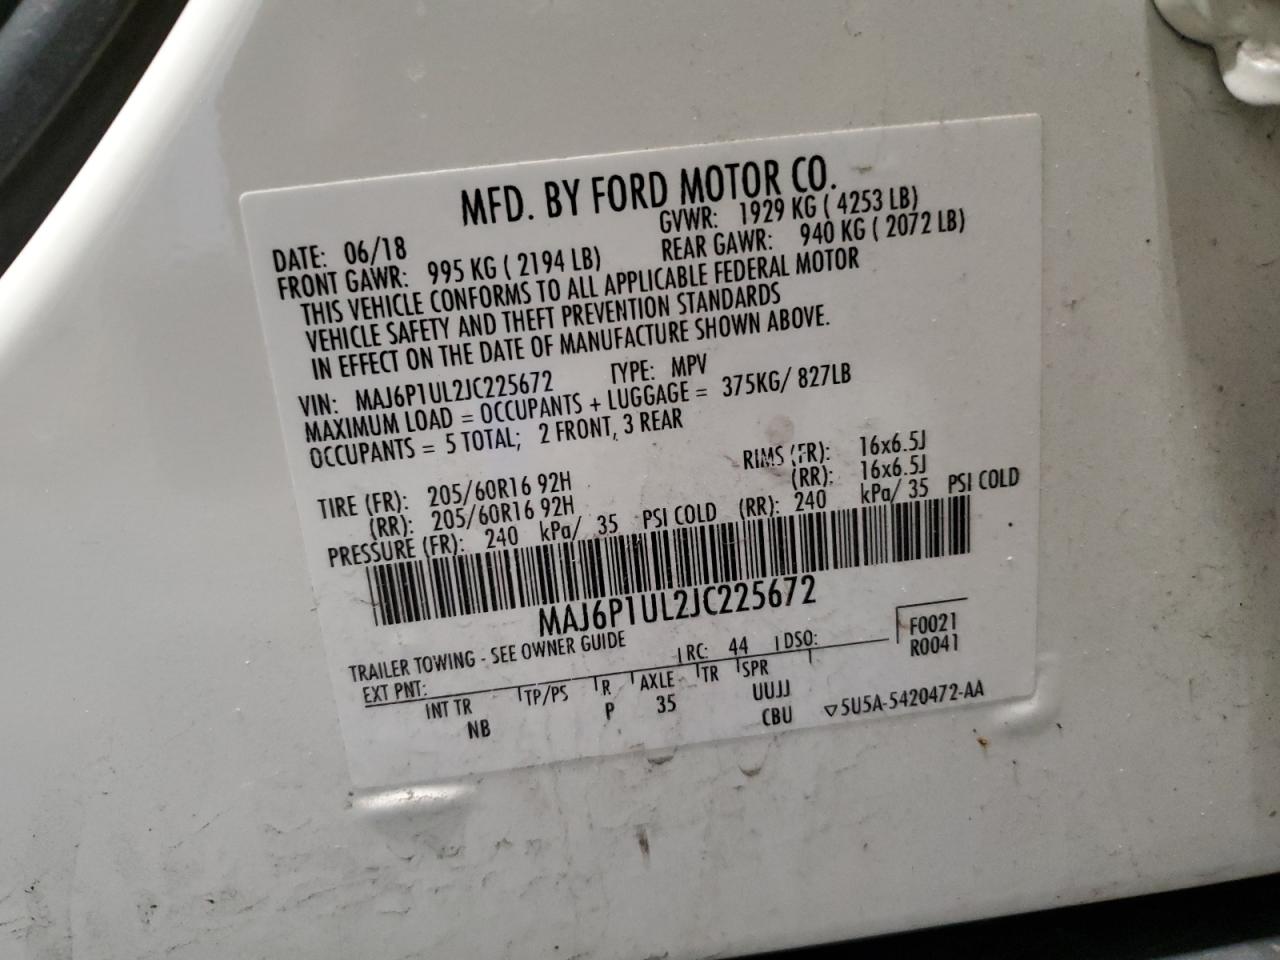 MFD. BY FORD MOTOR CO.
DATE: 06/18 GVWR: 1929 KG ( 4253 LB)
FRONT GAWR: 995 KG ( 2194 LB) REAR GAWR: 940 KG ( 2072 LB)
THIS VEHICLE CONFORMS TO ALL APPLICABLE FEDERAL MOTOR
VEHICLE SAFETY AND THEFT PREVENTION STANDARDS
IN EFFECT ON THE DATE OF MANUFACTURE SHOWN ABOVE.
VIN: MAJ6P1UL2JC225672 TYPE: MPV
MAXIMUM LOAD = OCCUPANTS + LUGGAGE = 375KG/ 827LB
OCCUPANTS = 5 TOTAL; 2 FRONT, 3 REAR
TIRE (FR): 205/60R16 92H RIMS (FR): 16x6.5J
(RR): 205/60R16 92H (RR): 16x6.5J
PRESSURE (FR): 240 kPa/ 35 PSI COLD (RR): 240 kPa/ 35 PSI COLD
MAJ6P1UL2JC225672
TRAILER TOWING - SEE OWNER GUIDE
EXT PNT: RC: 44 DSO: F0021
R0041
INT TR TP/PS R AXLE TR SPR
NB P 35 UUJJ
CBU ▽5U5A-5420472-AA